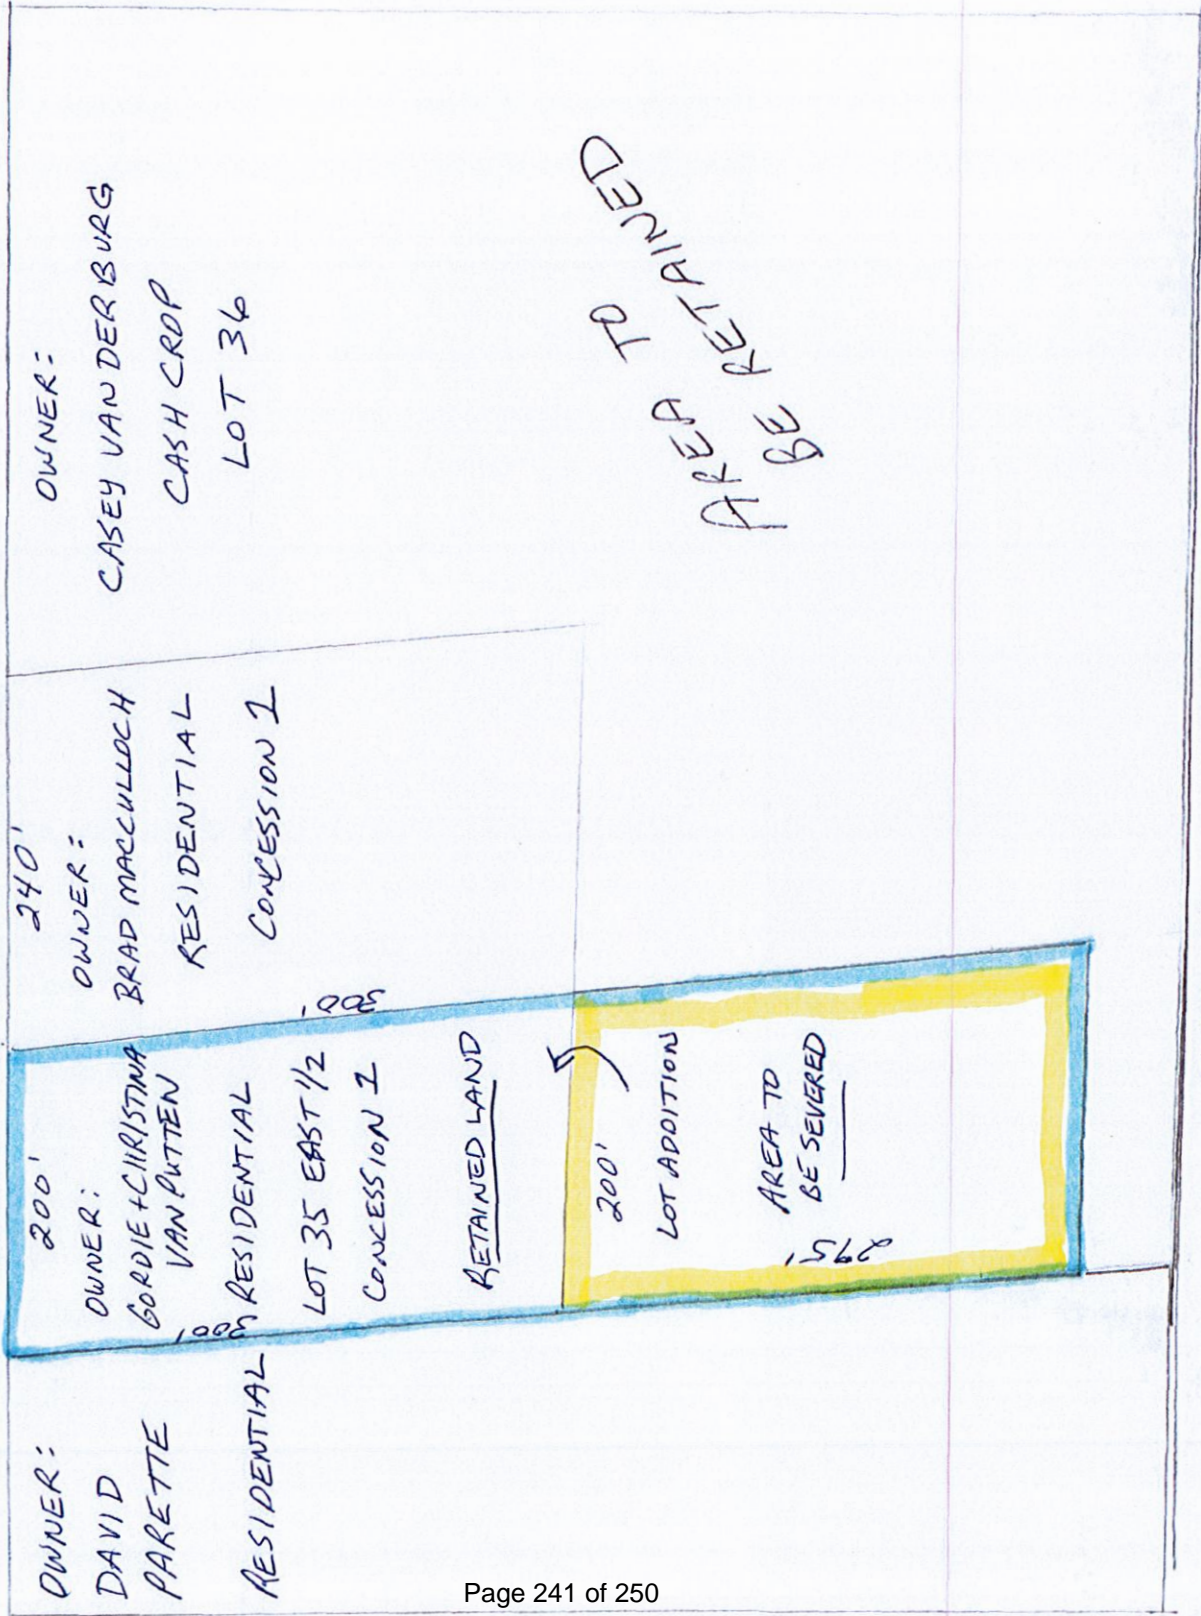 OWNER:
DAVID
PARETTE
RESIDENTIAL
200'
OWNER:
GORDIE + CHRISTINA
VAN PUTTEN
RESIDENTIAL
300'
LOT 35 EAST 1/2
CONCESSION 1
RETAINED LAND
300'
200'
LOT ADDITION
AREA TO
BE SEVERED
295'
240'
OWNER:
BRAD MACCULLOCH
RESIDENTIAL
CONCESSION 1
OWNER:
CASEY VANDERBURG
CASH CROP
LOT 36
AREA TO
BE RETAINED
Page 241 of 250